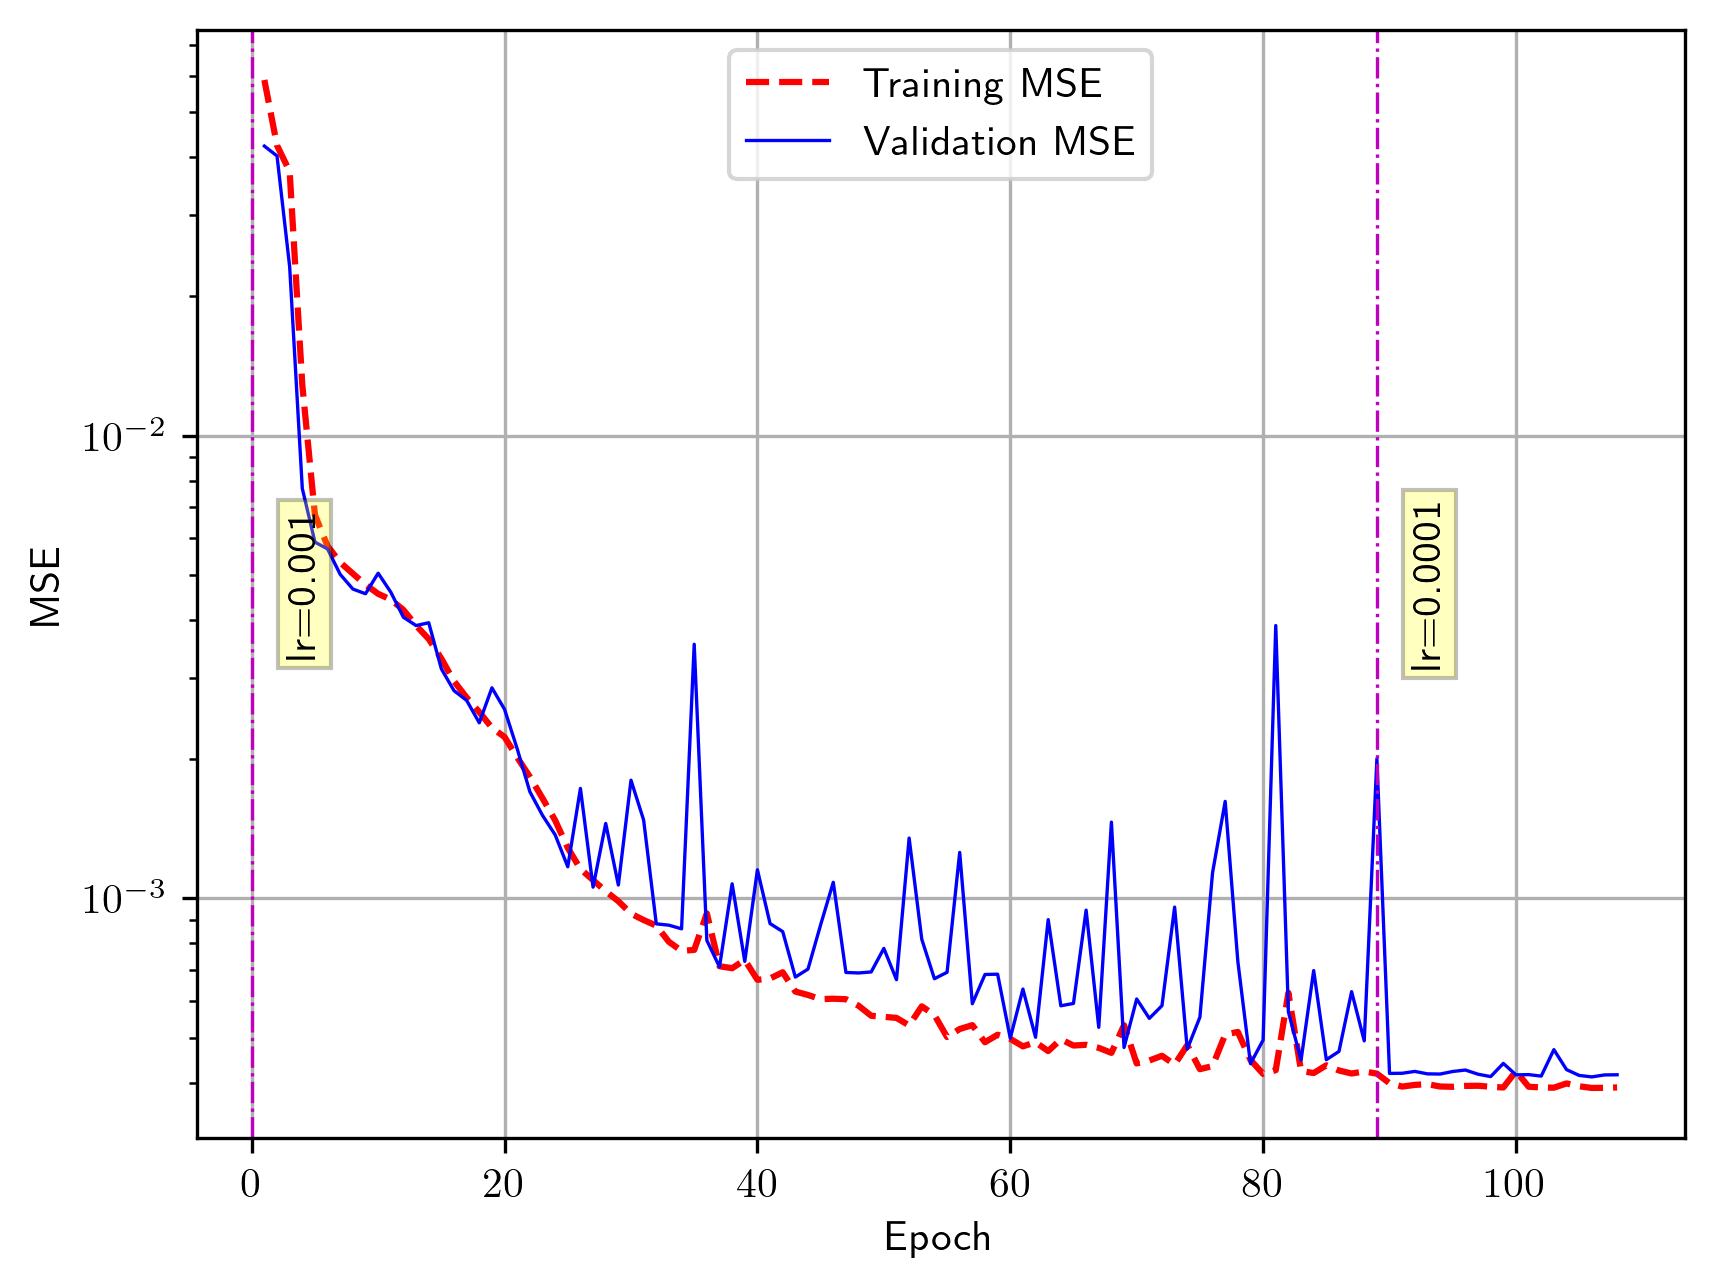 Training MSE
Validation MSE
10⁻²
10⁻³
MSE
lr=0.001
lr=0.0001
0 20 40 60 80 100
Epoch